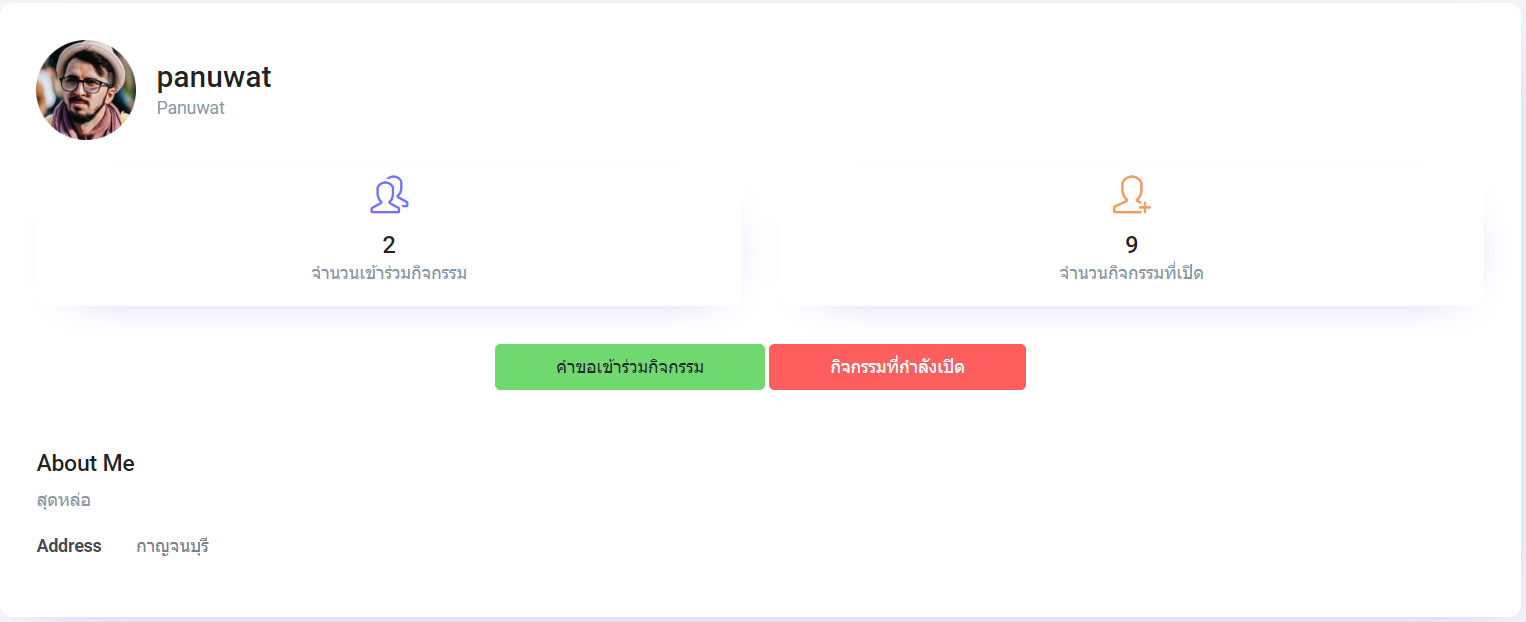 panuwat
Panuwat
2
จำนวนเข้าร่วมกิจกรรม
9
จำนวนกิจกรรมที่เปิด
คำขอเข้าร่วมกิจกรรม
กิจกรรมที่กำลังเปิด
About Me
สุดหล่อ
Address กาญจนบุรี